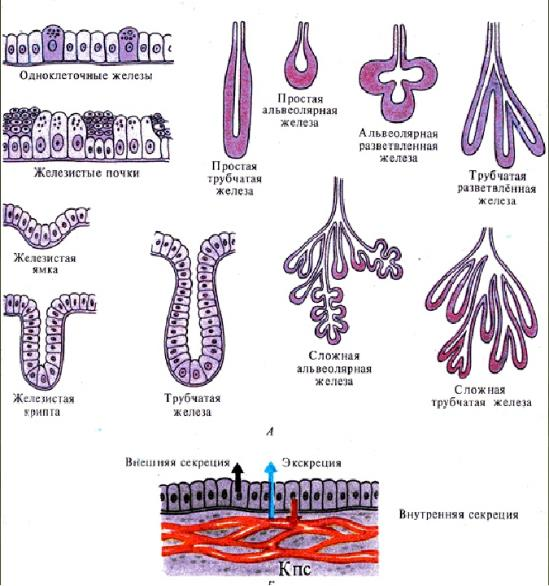 Одноклеточные железы
Железистые почки
Железистая
ямка
Железистая
крипта
Трубчатая
железа
Простая
трубчатая
железа
Простая
альвеолярная
железа
Альвеолярная
разветвленная
железа
Трубчатая
разветвлённая
железа
Сложная
альвеолярная
железа
Сложная
трубчатая железа
А
Внешняя секреция
Экскреция
Внутренняя секреция
Кпс